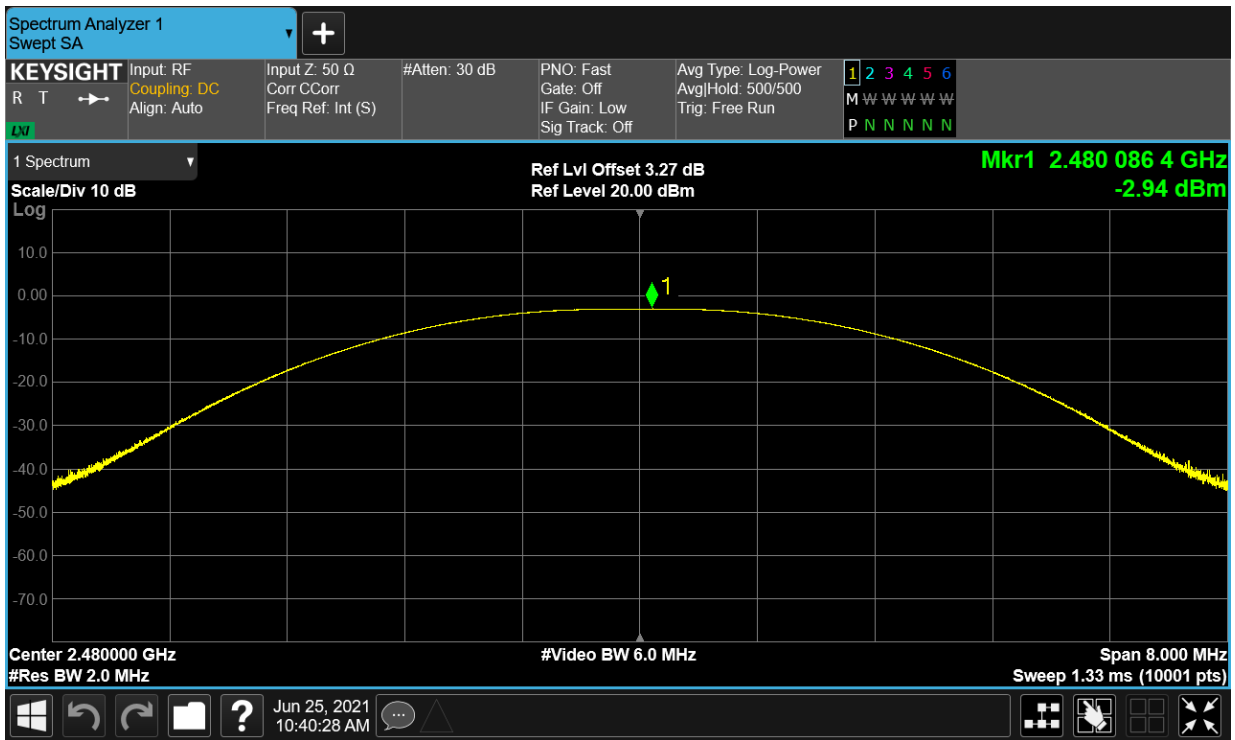 Spectrum Analyzer 1
Swept SA
KEYSIGHT
R T
LXI
Input: RF
Coupling: DC
Align: Auto
Input Z: 50 Ω
Corr CCorr
Freq Ref: Int (S)
#Atten: 30 dB
PNO: Fast
Gate: Off
IF Gain: Low
Sig Track: Off
Avg Type: Log-Power
Avg|Hold: 500/500
Trig: Free Run
1 2 3 4 5 6
M W W W W W
P N N N N N
1 Spectrum
Scale/Div 10 dB
Ref Lvl Offset 3.27 dB
Ref Level 20.00 dBm
Mkr1 2.480 086 4 GHz
-2.94 dBm
Log
10.0
0.00
-10.0
-20.0
-30.0
-40.0
-50.0
-60.0
-70.0
1
Center 2.480000 GHz
#Res BW 2.0 MHz
#Video BW 6.0 MHz
Span 8.000 MHz
Sweep 1.33 ms (10001 pts)
?
Jun 25, 2021
10:40:28 AM